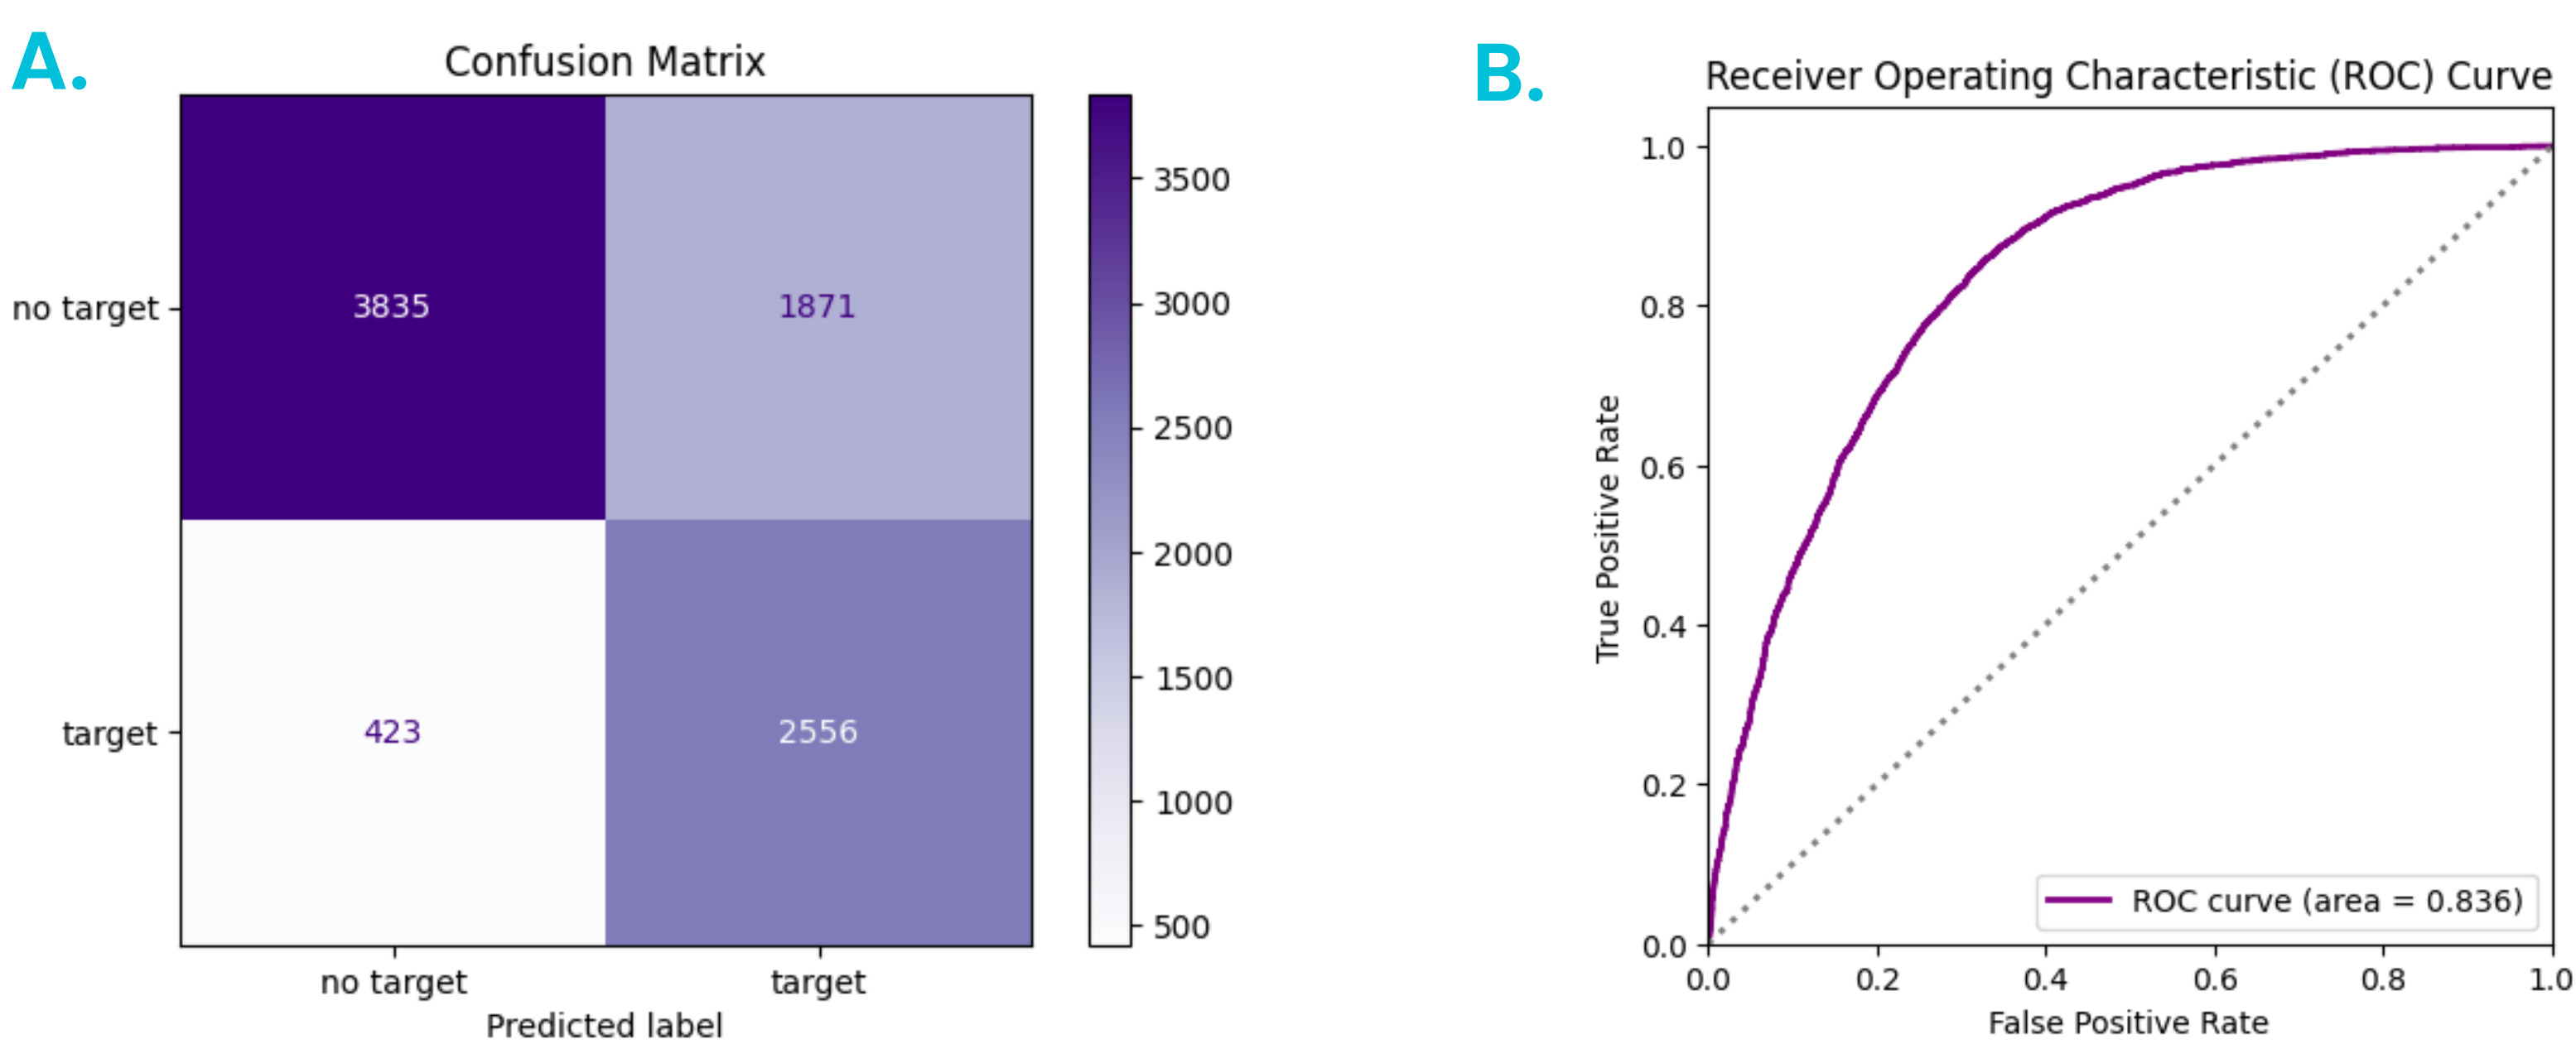 A.
Confusion Matrix
no target
target
3835
1871
423
2556
no target
target
Predicted label
3500
3000
2500
2000
1500
1000
500
B.
Receiver Operating Characteristic (ROC) Curve
True Positive Rate
1.0
0.8
0.6
0.4
0.2
0.0
ROC curve (area = 0.836)
0.0 0.2 0.4 0.6 0.8 1.0
False Positive Rate